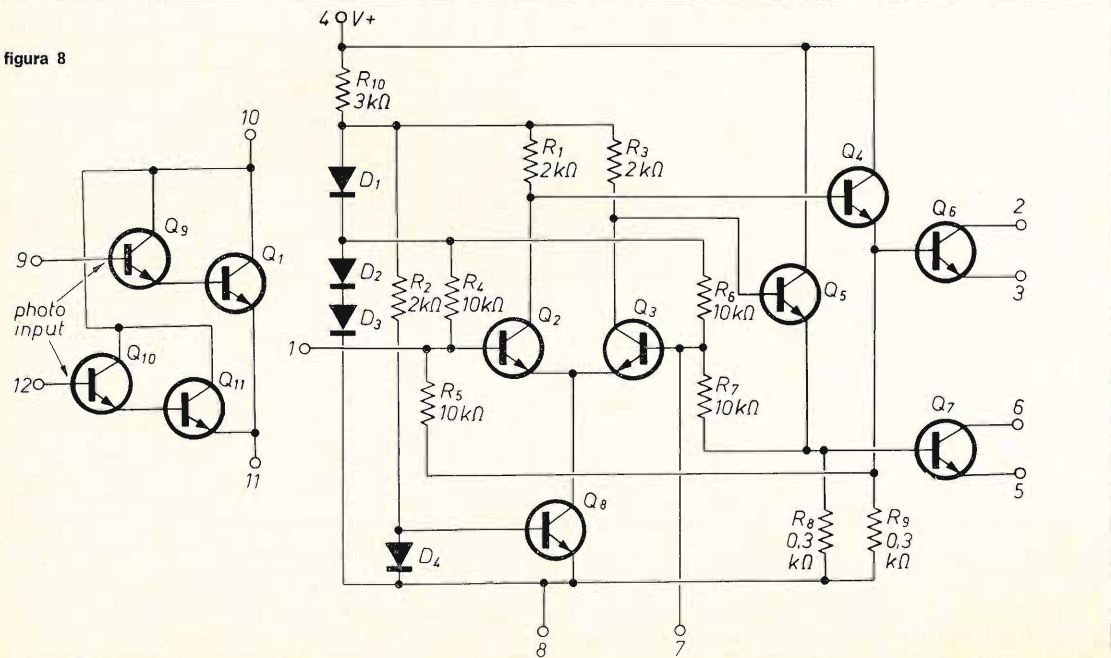 figura 8
4 V+
R10
3kΩ
10
R1
2kΩ
R3
2kΩ
Q4
D1
Q9
Q6
2
9
Q1
D2
R2
2kΩ
R4
10kΩ
R6
10kΩ
Q5
3
photo
input
D3
Q2
Q3
1
Q10
12
Q11
R5
10kΩ
R7
10kΩ
Q7
6
5
11
Q8
R8
0,3
kΩ
R9
0,3
kΩ
D4
8
7